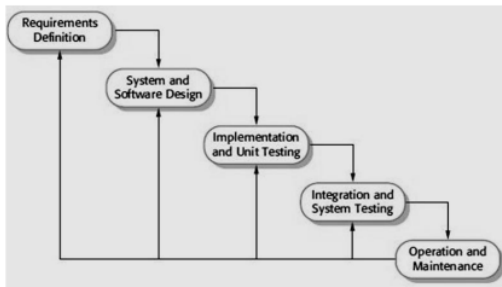 Requirements
Definition
System and
Software Design
Implementation
and Unit Testing
Integration and
System Testing
Operation and
Maintenance